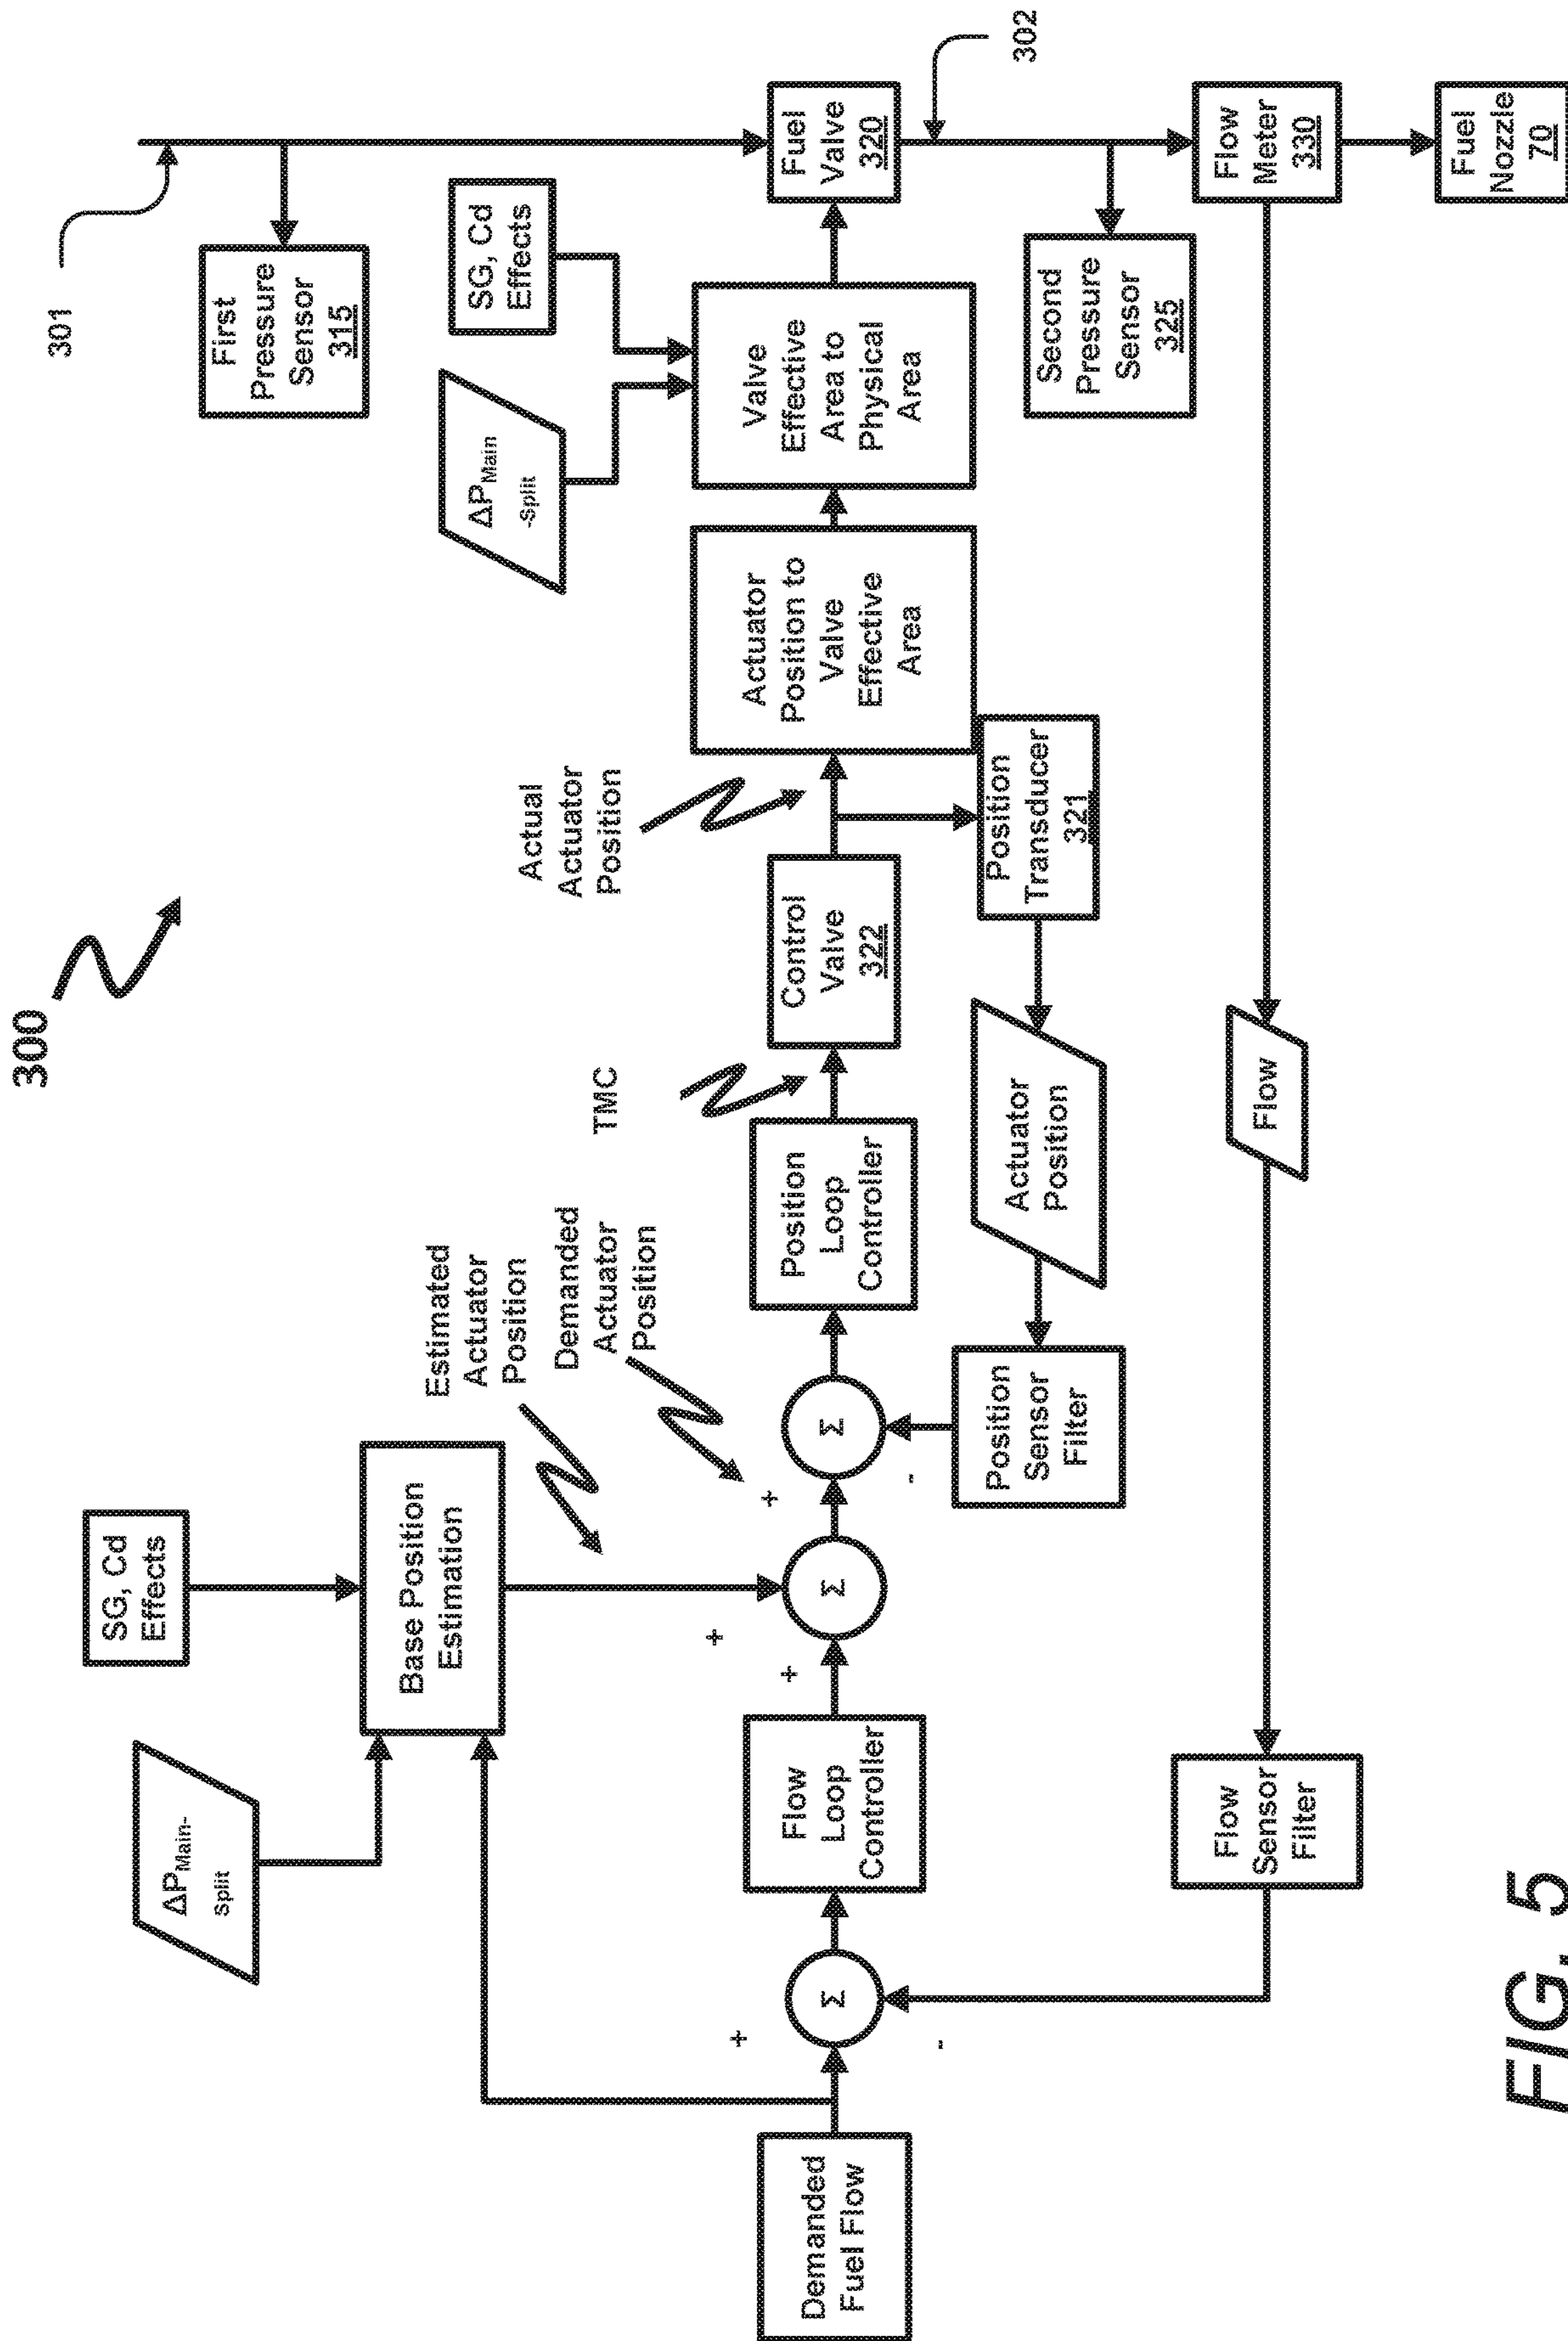 300
301
First
Pressure
Sensor
315
SG, Cd
Effects
ΔPMain
-split
SG, Cd
Effects
ΔPMain-
split
Base Position
Estimation
Estimated
Actuator
Position
Demanded
Actuator
Position
TMC
Actual
Actuator
Position
Demanded
Fuel Flow
+
-
Σ
Flow
Loop
Controller
+
+
Σ
+
-
Σ
Position
Loop
Controller
Control
Valve
322
Actuator
Position to
Valve
Effective
Area
Valve
Effective
Area to
Physical
Area
Fuel
Valve
320
302
Position
Sensor
Filter
Actuator
Position
Position
Transducer
321
Second
Pressure
Sensor
325
Flow
Sensor
Filter
Flow
Flow
Meter
330
Fuel
Nozzle
70
FIG. 5